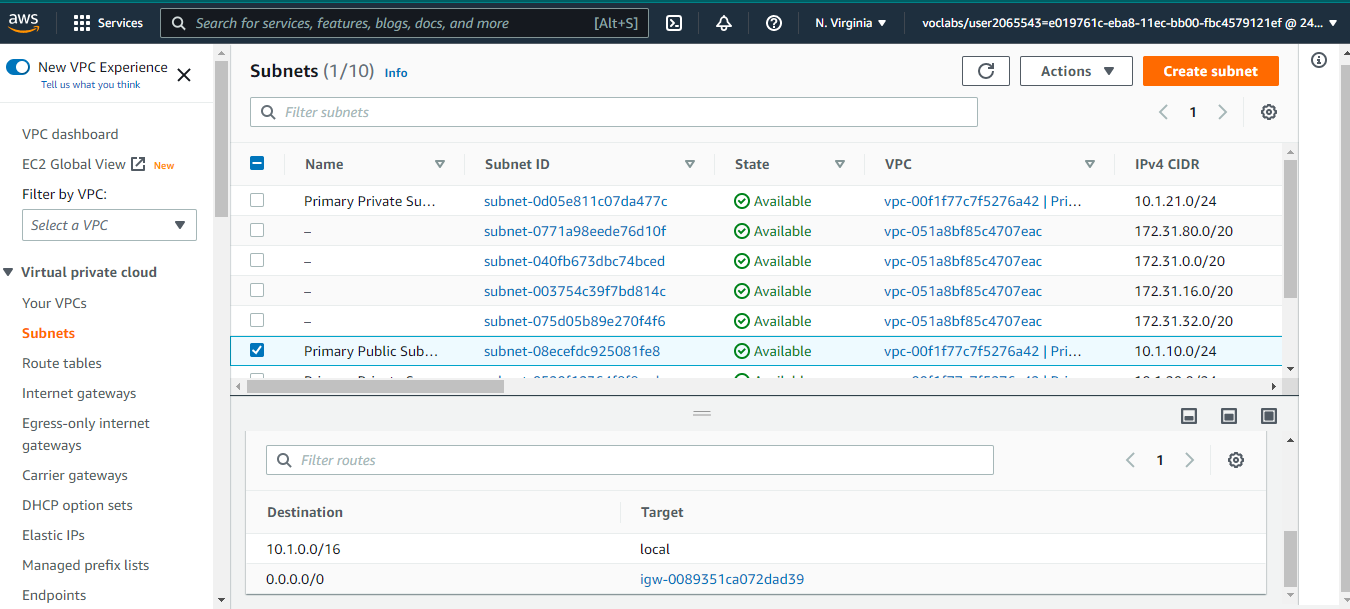 aws
Services
Search for services, features, blogs, docs, and more [Alt+S]
N. Virginia
voclabs/user2065543=e019761c-eba8-11ec-bb00-fbc4579121ef @ 24...
New VPC Experience
Tell us what you think
VPC dashboard
EC2 Global View New
Filter by VPC:
Select a VPC
Virtual private cloud
Your VPCs
Subnets
Route tables
Internet gateways
Egress-only internet
gateways
Carrier gateways
DHCP option sets
Elastic IPs
Managed prefix lists
Endpoints
Subnets (1/10) Info
Actions
Create subnet
Filter subnets
1
Name Subnet ID State VPC IPv4 CIDR
Primary Private Su... subnet-0d05e811c07da477c Available vpc-00f1f77c7f5276a42 | Pri... 10.1.21.0/24
– subnet-0771a98eede76d10f Available vpc-051a8bf85c4707eac 172.31.80.0/20
– subnet-040fb673dbc74bced Available vpc-051a8bf85c4707eac 172.31.0.0/20
– subnet-003754c39f7bd814c Available vpc-051a8bf85c4707eac 172.31.16.0/20
– subnet-075d05b89e270f4f6 Available vpc-051a8bf85c4707eac 172.31.32.0/20
Primary Public Sub... subnet-08ecefdc925081fe8 Available vpc-00f1f77c7f5276a42 | Pri... 10.1.10.0/24
Filter routes
1
Destination Target
10.1.0.0/16 local
0.0.0.0/0 igw-0089351ca072dad39